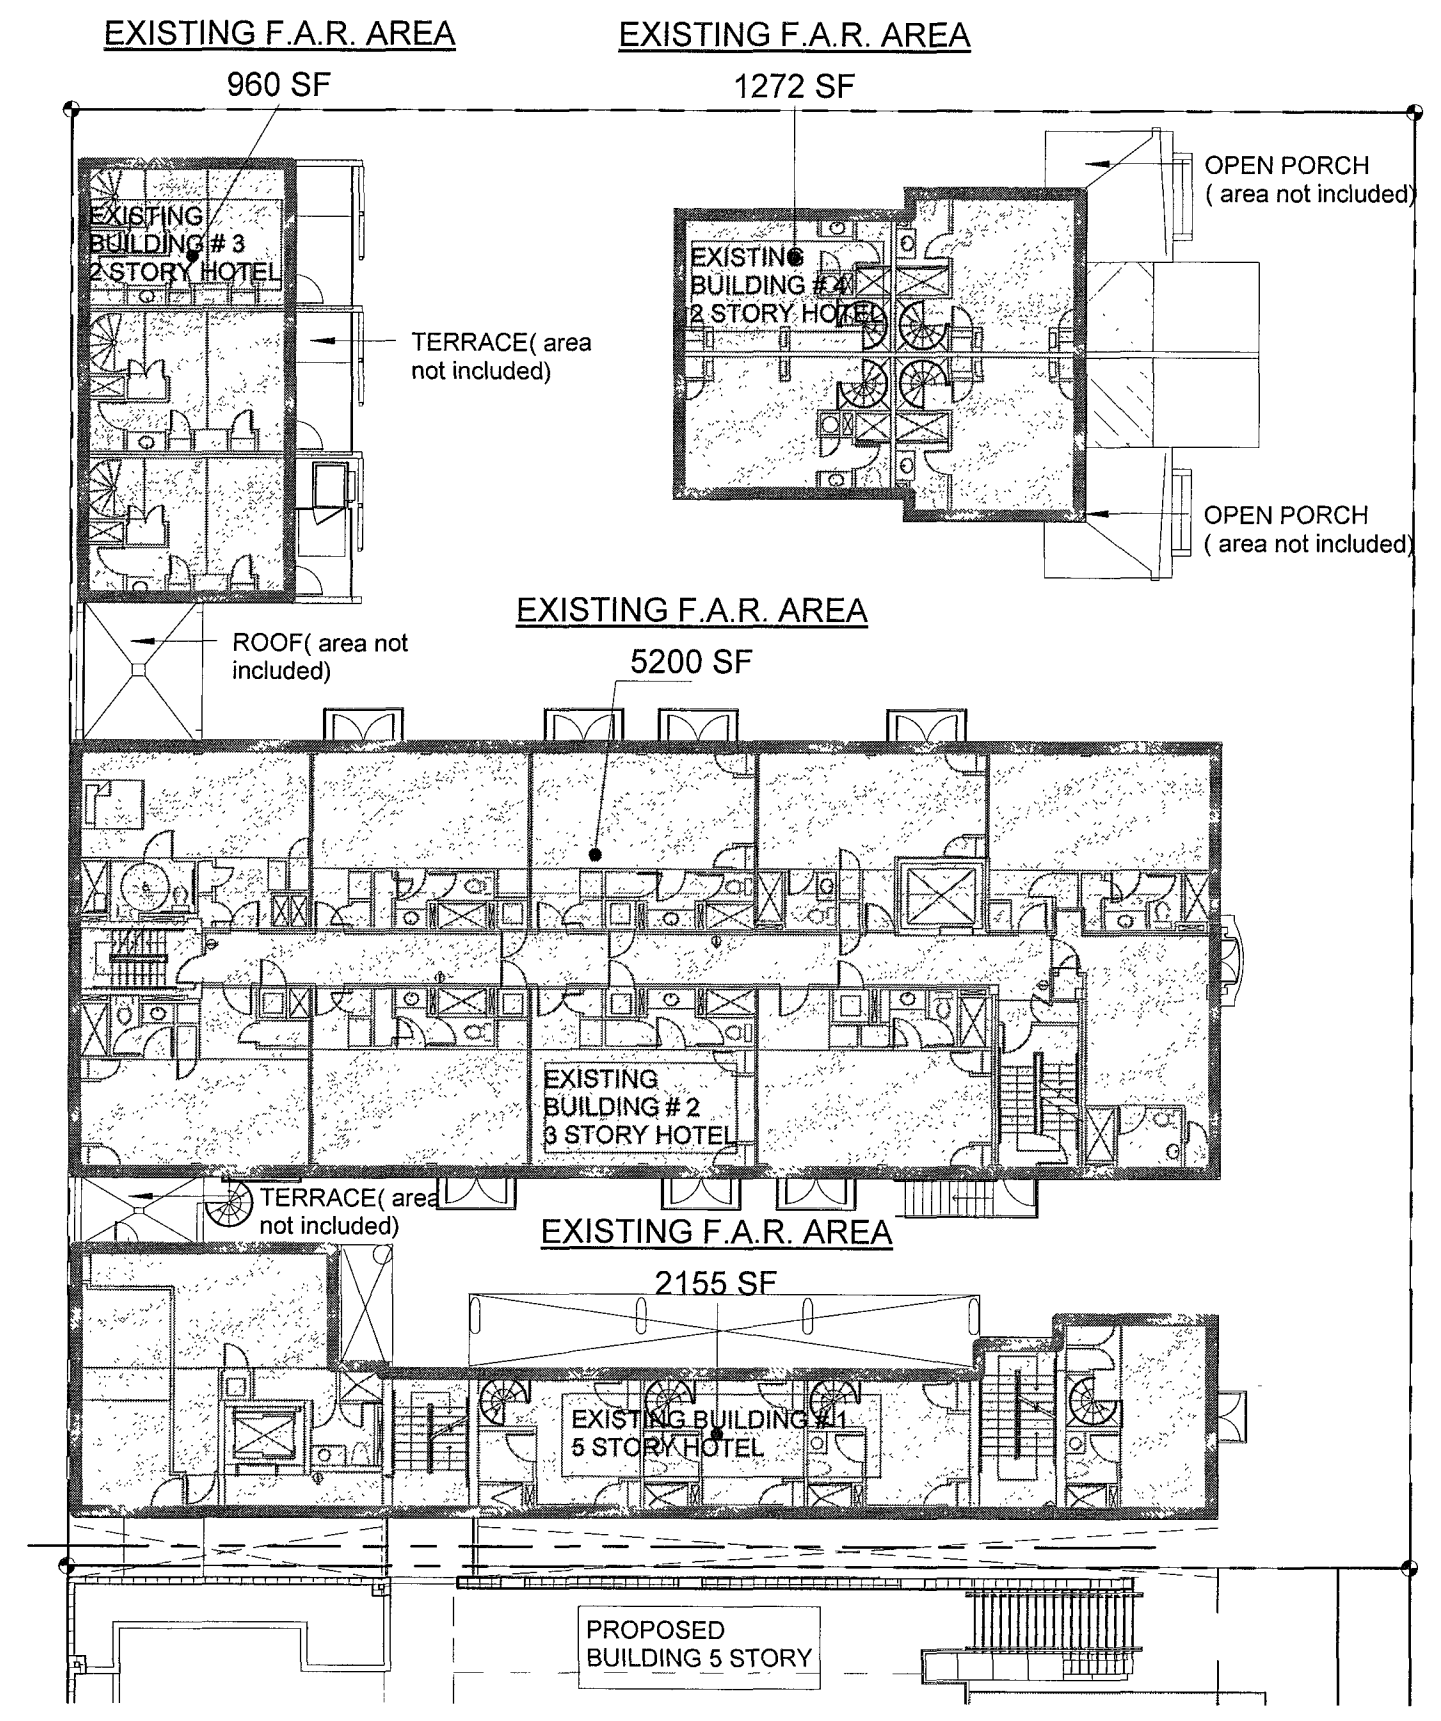 EXISTING F.A.R. AREA
960 SF
EXISTING F.A.R. AREA
1272 SF
OPEN PORCH
( area not included)
EXISTING
BUILDING # 3
2 STORY HOTEL
EXISTING
BUILDING # 4
2 STORY HOTEL
TERRACE( area
not included)
OPEN PORCH
( area not included)
EXISTING F.A.R. AREA
5200 SF
ROOF( area not
included)
EXISTING
BUILDING # 2
3 STORY HOTEL
TERRACE( area
not included)
EXISTING F.A.R. AREA
2155 SF
EXISTING BUILDING # 1
5 STORY HOTEL
PROPOSED
BUILDING 5 STORY